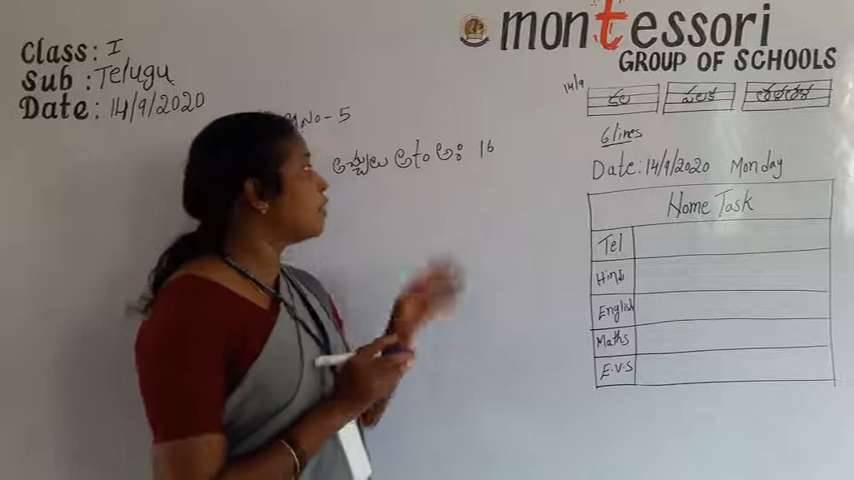 Class: I
Sub: Telugu
Date: 14/9/2020
No - 5
అచ్చులు అం అః 16
montessori
GROUP OF SCHOOLS
14/9
పలక
6 lines
Date: 14/9/2020 Monday
Home Task
Tel
Hindi
English
Maths
E.V.S